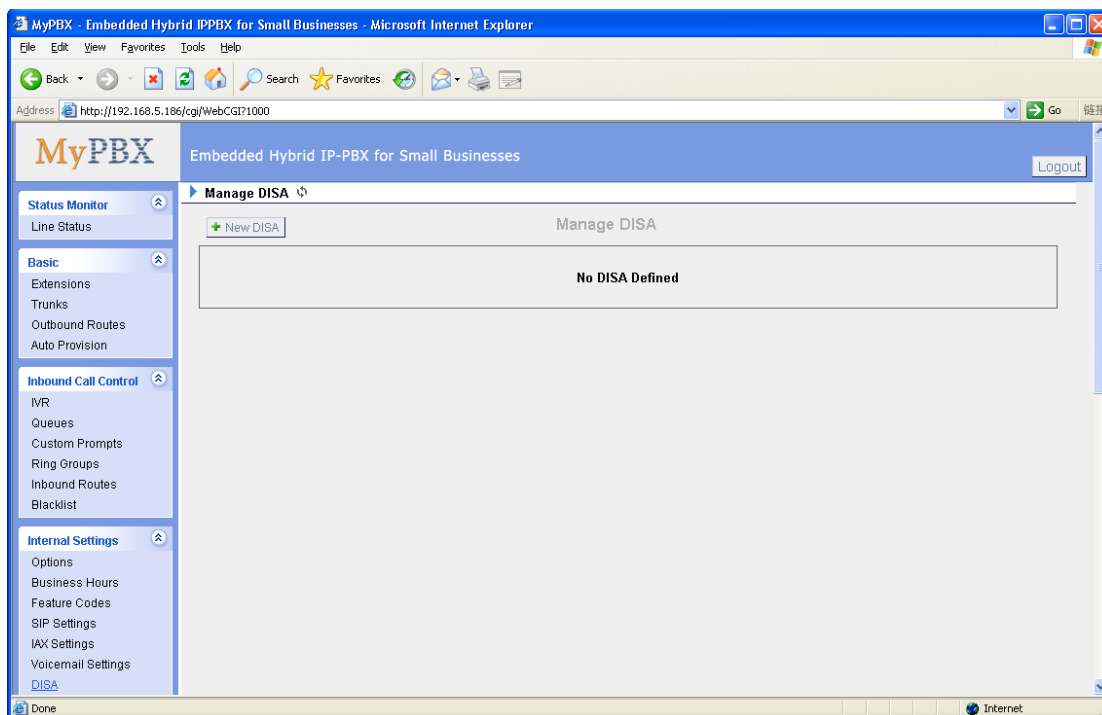 MyPBX - Embedded Hybrid IPPBX for Small Businesses - Microsoft Internet Explorer
File Edit View Favorites Tools Help
Back Search Favorites
Address http://192.168.5.186/cgi/WebCGI?1000 Go 链接
MyPBX Embedded Hybrid IP-PBX for Small Businesses
Logout
Status Monitor
Line Status
Basic
Extensions
Trunks
Outbound Routes
Auto Provision
Inbound Call Control
IVR
Queues
Custom Prompts
Ring Groups
Inbound Routes
Blacklist
Internal Settings
Options
Business Hours
Feature Codes
SIP Settings
IAX Settings
Voicemail Settings
DISA
Manage DISA
New DISA Manage DISA
No DISA Defined
Done Internet